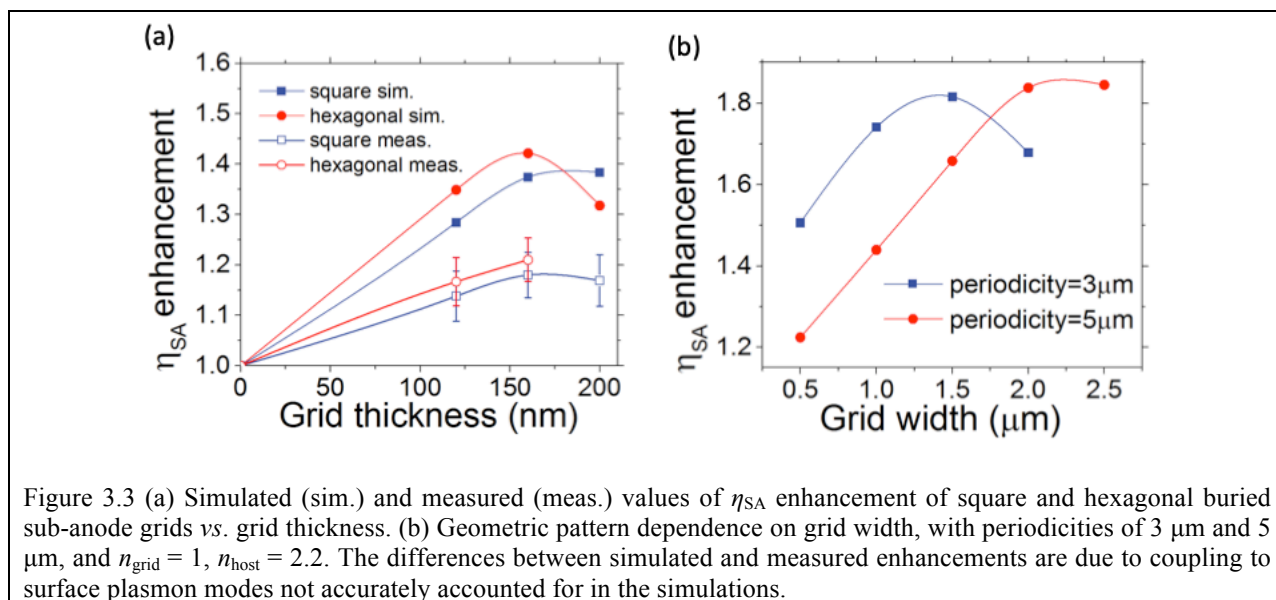 (a)
1.6
1.5
1.4
1.3
1.2
1.1
1.0
square sim.
hexagonal sim.
square meas.
hexagonal meas.
ηSA enhancement
0 50 100 150 200
Grid thickness (nm)
(b)
1.8
1.6
1.4
1.2
ηSA enhancement
periodicity=3μm
periodicity=5μm
0.5 1.0 1.5 2.0 2.5
Grid width (μm)
Figure 3.3 (a) Simulated (sim.) and measured (meas.) values of ηSA enhancement of square and hexagonal buried
sub-anode grids vs. grid thickness. (b) Geometric pattern dependence on grid width, with periodicities of 3 μm and 5
μm, and ngrid = 1, nhost = 2.2. The differences between simulated and measured enhancements are due to coupling to
surface plasmon modes not accurately accounted for in the simulations.